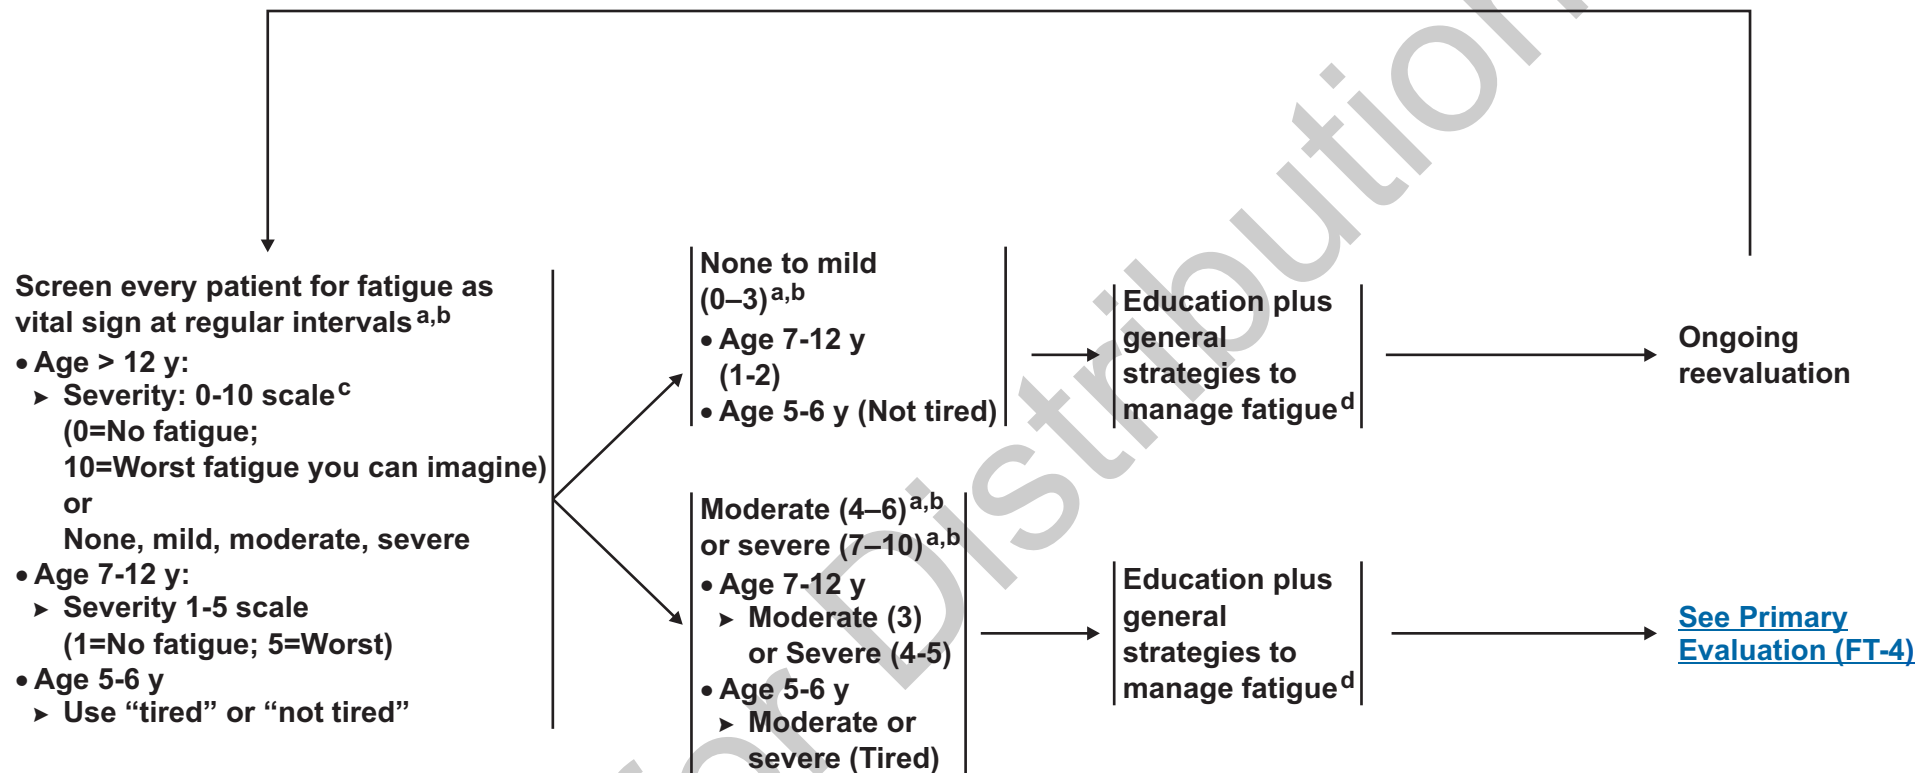 Screen every patient for fatigue as
vital sign at regular intervals a,b
• Age > 12 y:
➤ Severity: 0-10 scale c
(0=No fatigue;
10=Worst fatigue you can imagine)
or
None, mild, moderate, severe
• Age 7-12 y:
➤ Severity 1-5 scale
(1=No fatigue; 5=Worst)
• Age 5-6 y
➤ Use “tired” or “not tired”
None to mild
(0–3) a,b
• Age 7-12 y
(1-2)
• Age 5-6 y (Not tired)
Education plus
general
strategies to
manage fatigue d
Ongoing
reevaluation
Moderate (4–6) a,b
or severe (7–10) a,b
• Age 7-12 y
➤ Moderate (3)
or Severe (4-5)
• Age 5-6 y
➤ Moderate or
severe (Tired)
Education plus
general
strategies to
manage fatigue d
See Primary
Evaluation (FT-4)
for Distribution